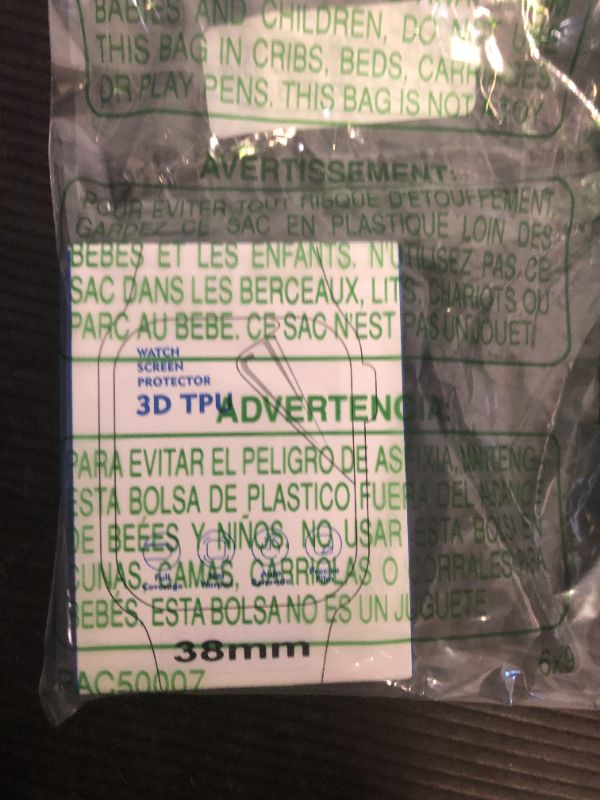 BABIES AND CHILDREN, DO NOT USE
THIS BAG IN CRIBS, BEDS, CARRIAGES
OR PLAY PENS. THIS BAG IS NOT A TOY
AVERTISSEMENT:
POUR EVITER TOUT RISQUE D'ETOUFFEMENT,
GARDEZ CE SAC EN PLASTIQUE LOIN DES
BEBES ET LES ENFANTS. N'UTILISEZ PAS CE
SAC DANS LES BERCEAUX, LITS, CHARIOTS OU
PARC AU BEBE. CE SAC N'EST PAS UN JOUET/
WATCH
SCREEN
PROTECTOR
3D TPU
ADVERTENCIA:
PARA EVITAR EL PELIGRO DE ASFIXIA, MANTENGA
ESTA BOLSA DE PLASTICO FUERA DEL ALCANCE
DE BEBES Y NIÑOS. NO USAR ESTA BOLSA EN
CUNAS, CAMAS, CARRIOLAS O CORRALES PARA
BEBÉS. ESTA BOLSA NO ES UN JUGUETE
Full
Coverage
38mm
6x9
PAC50007